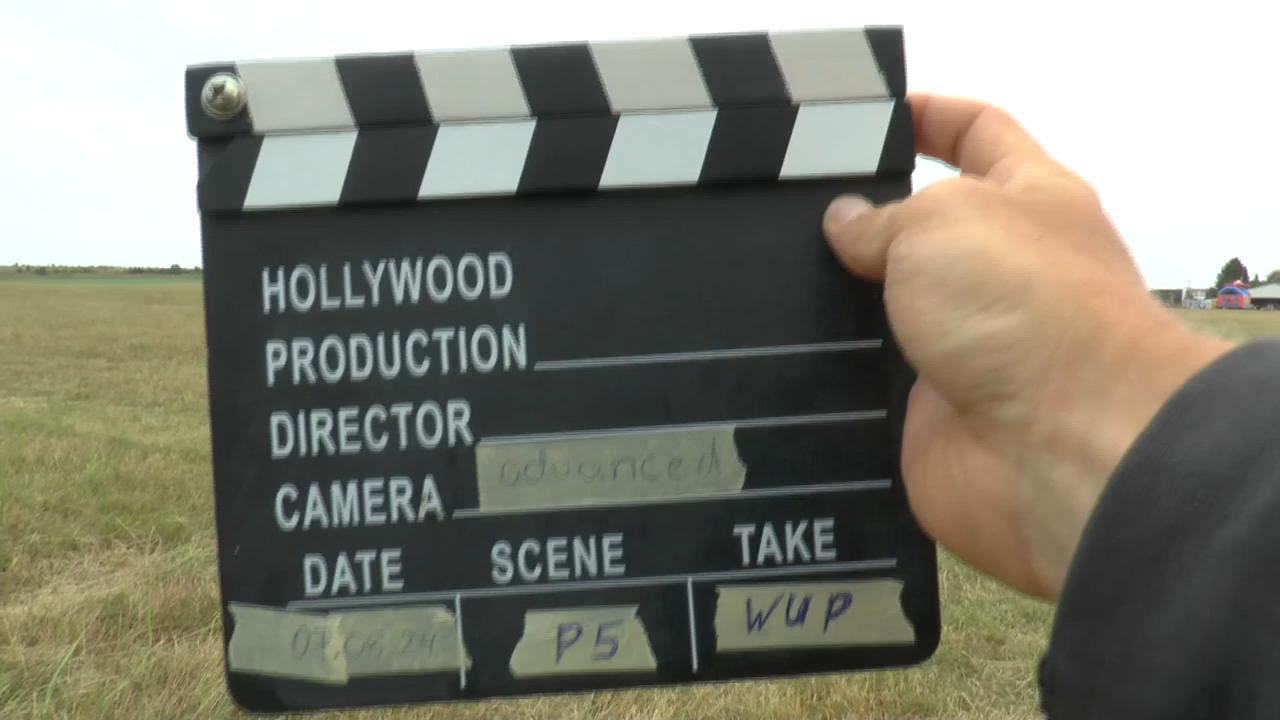 HOLLYWOOD
PRODUCTION
DIRECTOR
advanced
CAMERA
DATE SCENE TAKE
07.08.24 P5 WUP